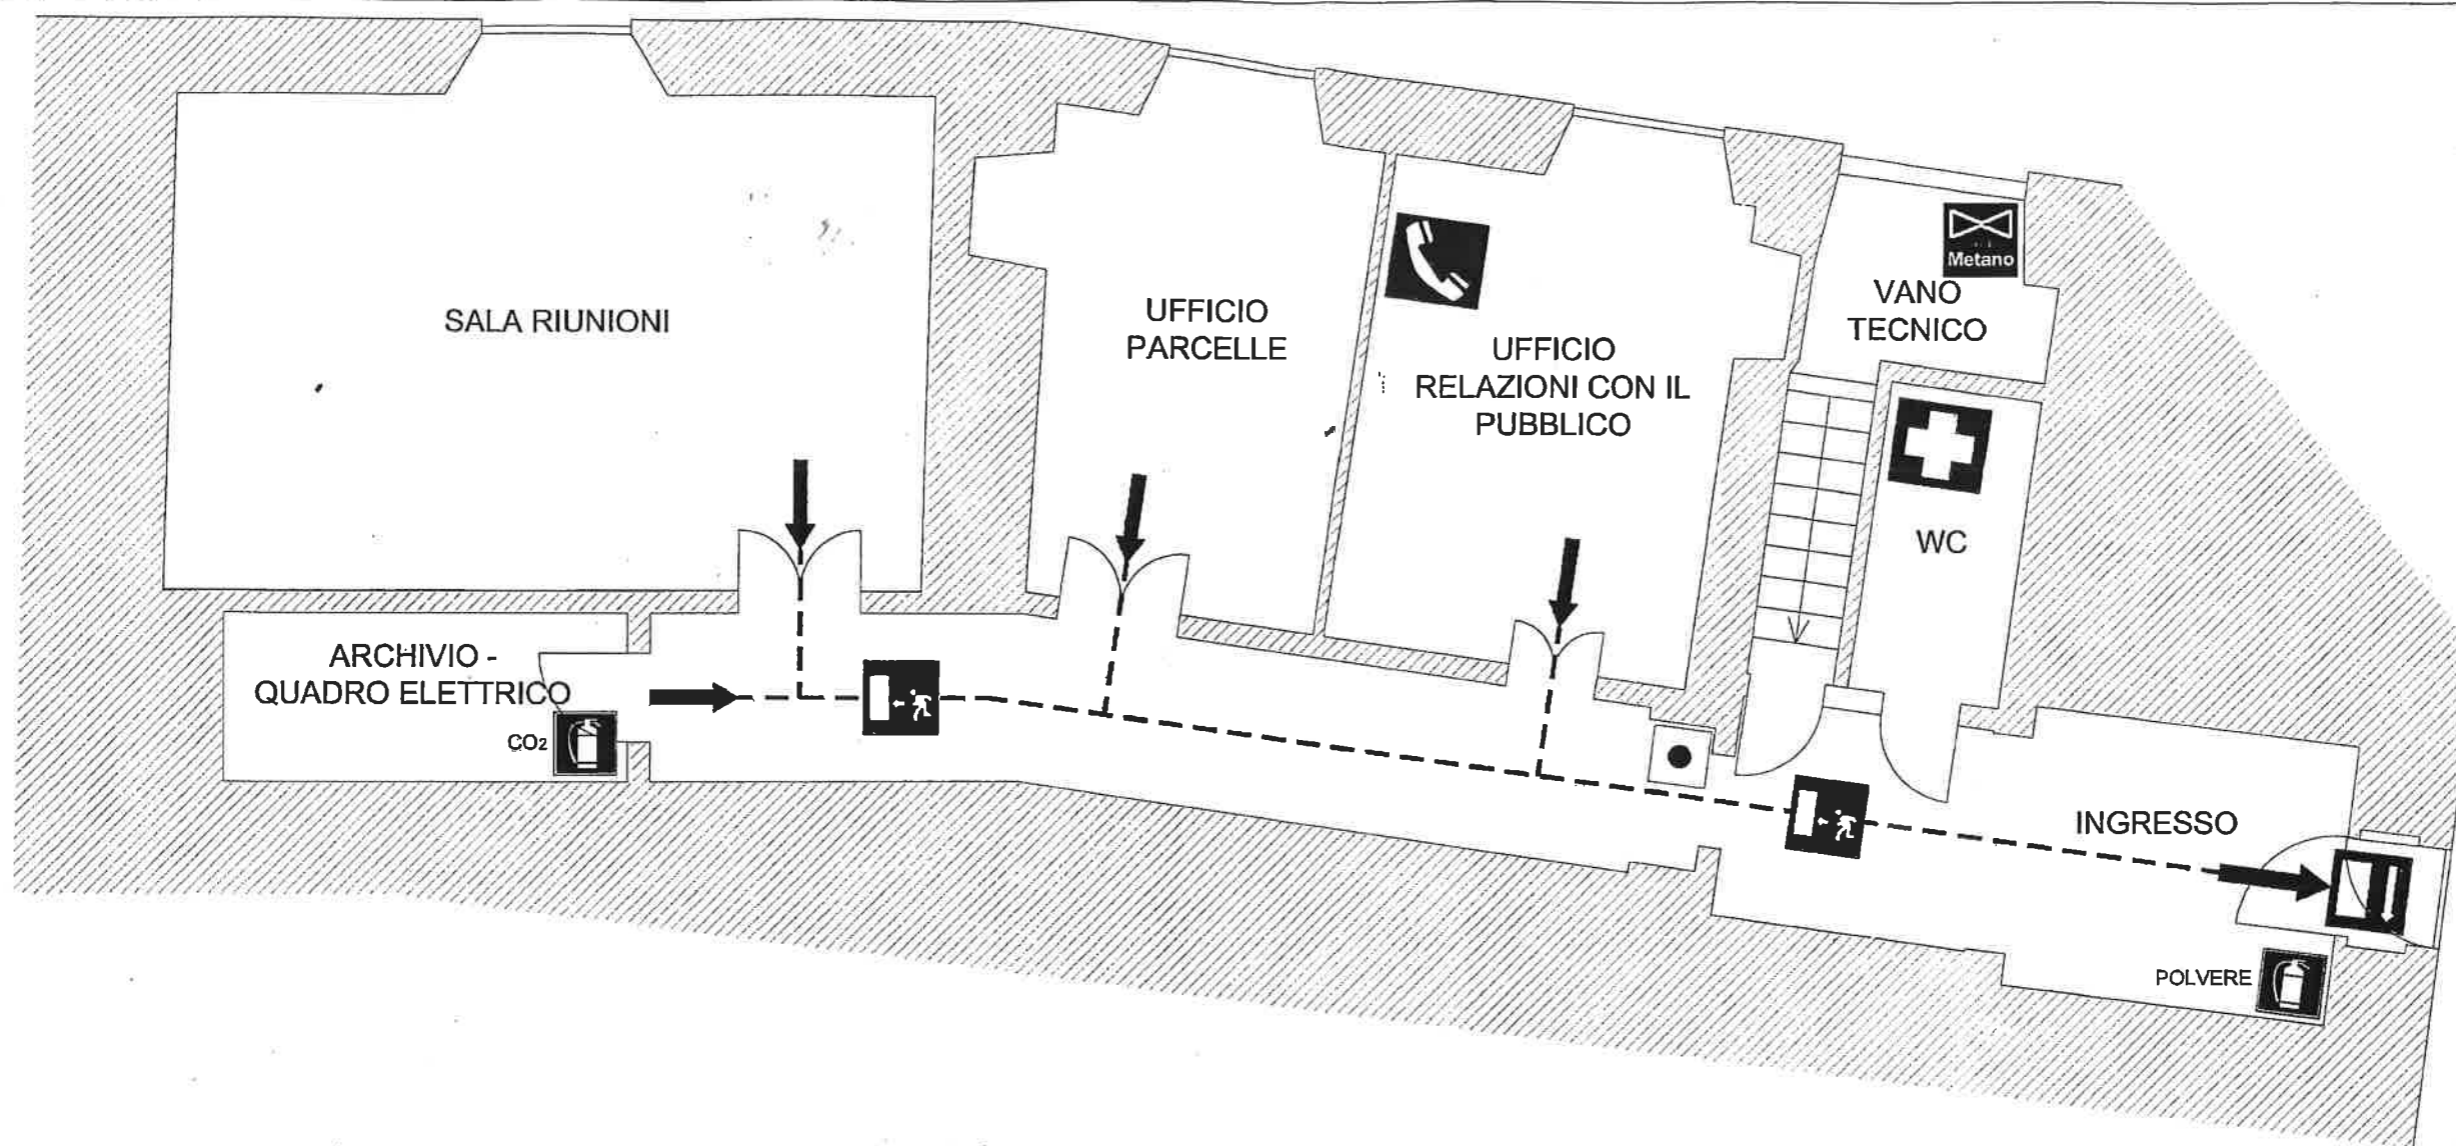 SALA RIUNIONI
UFFICIO
PARCELLE
UFFICIO
RELAZIONI CON IL
PUBBLICO
Metano
VANO
TECNICO
WC
ARCHIVIO -
QUADRO ELETTRICO
CO2
INGRESSO
POLVERE